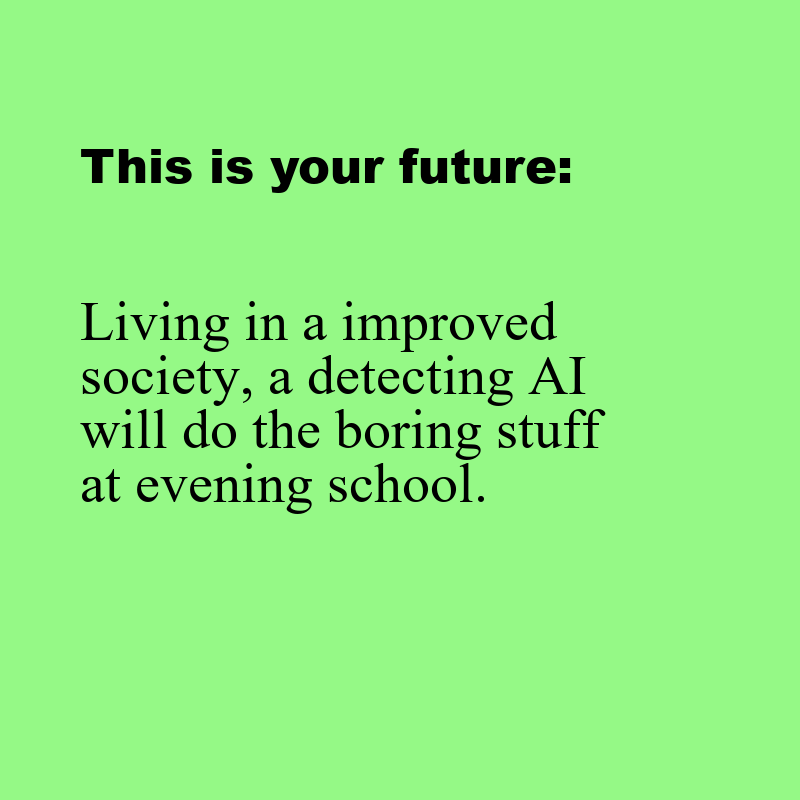 This is your future:
Living in a improved
society, a detecting AI
will do the boring stuff
at evening school.